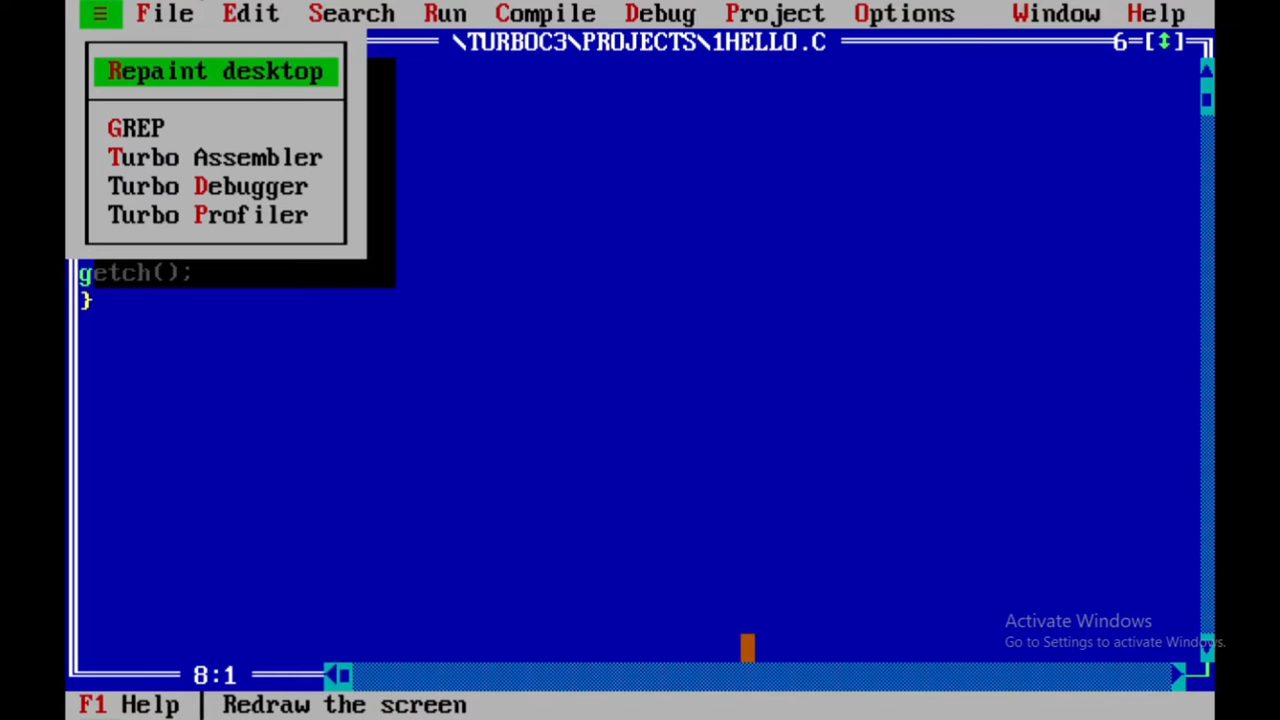 ≡ File Edit Search Run Compile Debug Project Options Window Help
\TURBOC3\PROJECTS\1HELLO.C 6=[↕]
Repaint desktop
GREP
Turbo Assembler
Turbo Debugger
Turbo Profiler
getch();
}
Activate Windows
Go to Settings to activate Windows.
8:1
F1 Help │ Redraw the screen